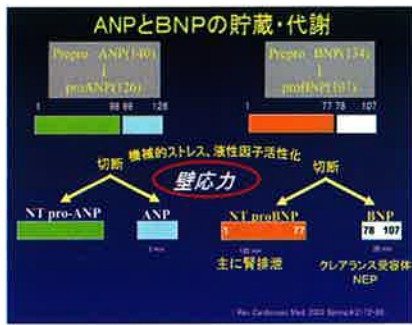 ANPとBNPの貯蔵・代謝
Prepro ANP(140)
↓
proANP(126)
Prepro BNP(134)
↓
proBNP(107)
1 98 99 126
1 77 78 107
機械的ストレス、液性因子活性化
切断
壁応力
切断
NT pro-ANP
ANP
NT proBNP
BNP
1 77
78 107
主に腎排泄
クレアランス受容体
NEP